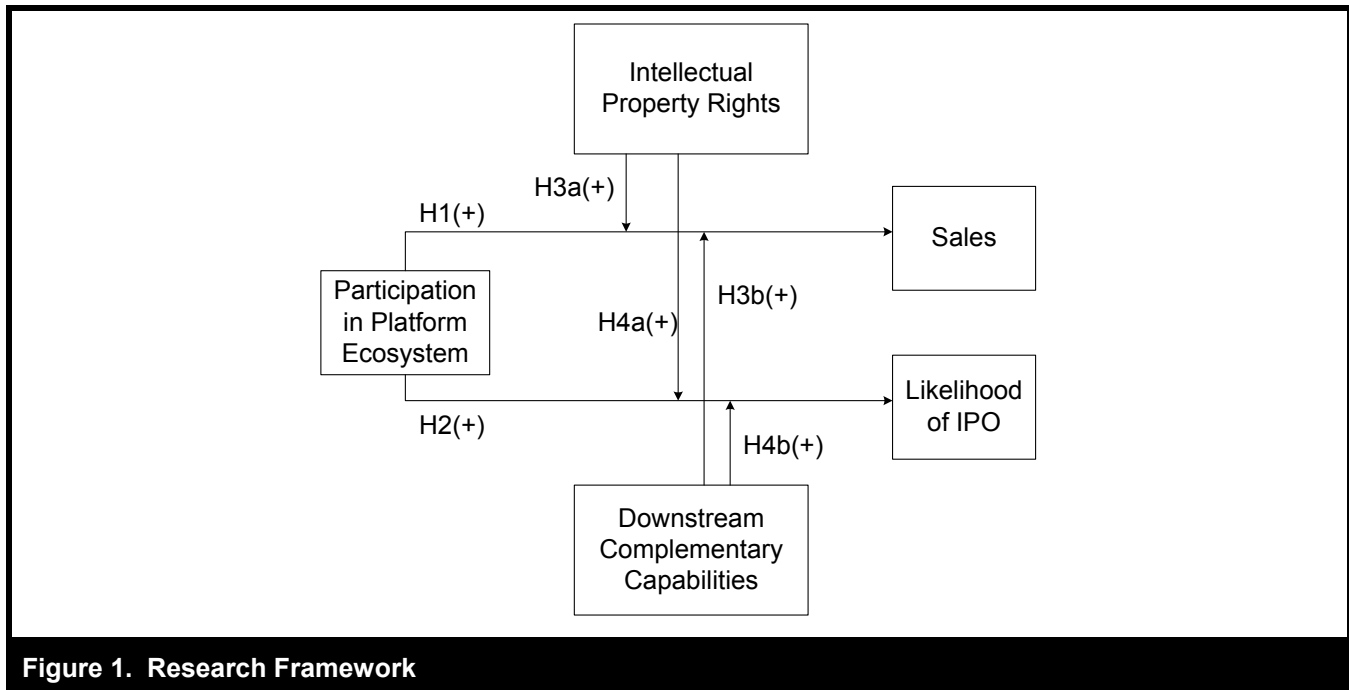 Intellectual
Property Rights
H3a(+)
H1(+)
Sales
Participation
in Platform
Ecosystem
H3b(+)
H4a(+)
Likelihood
of IPO
H2(+)
H4b(+)
Downstream
Complementary
Capabilities
Figure 1. Research Framework